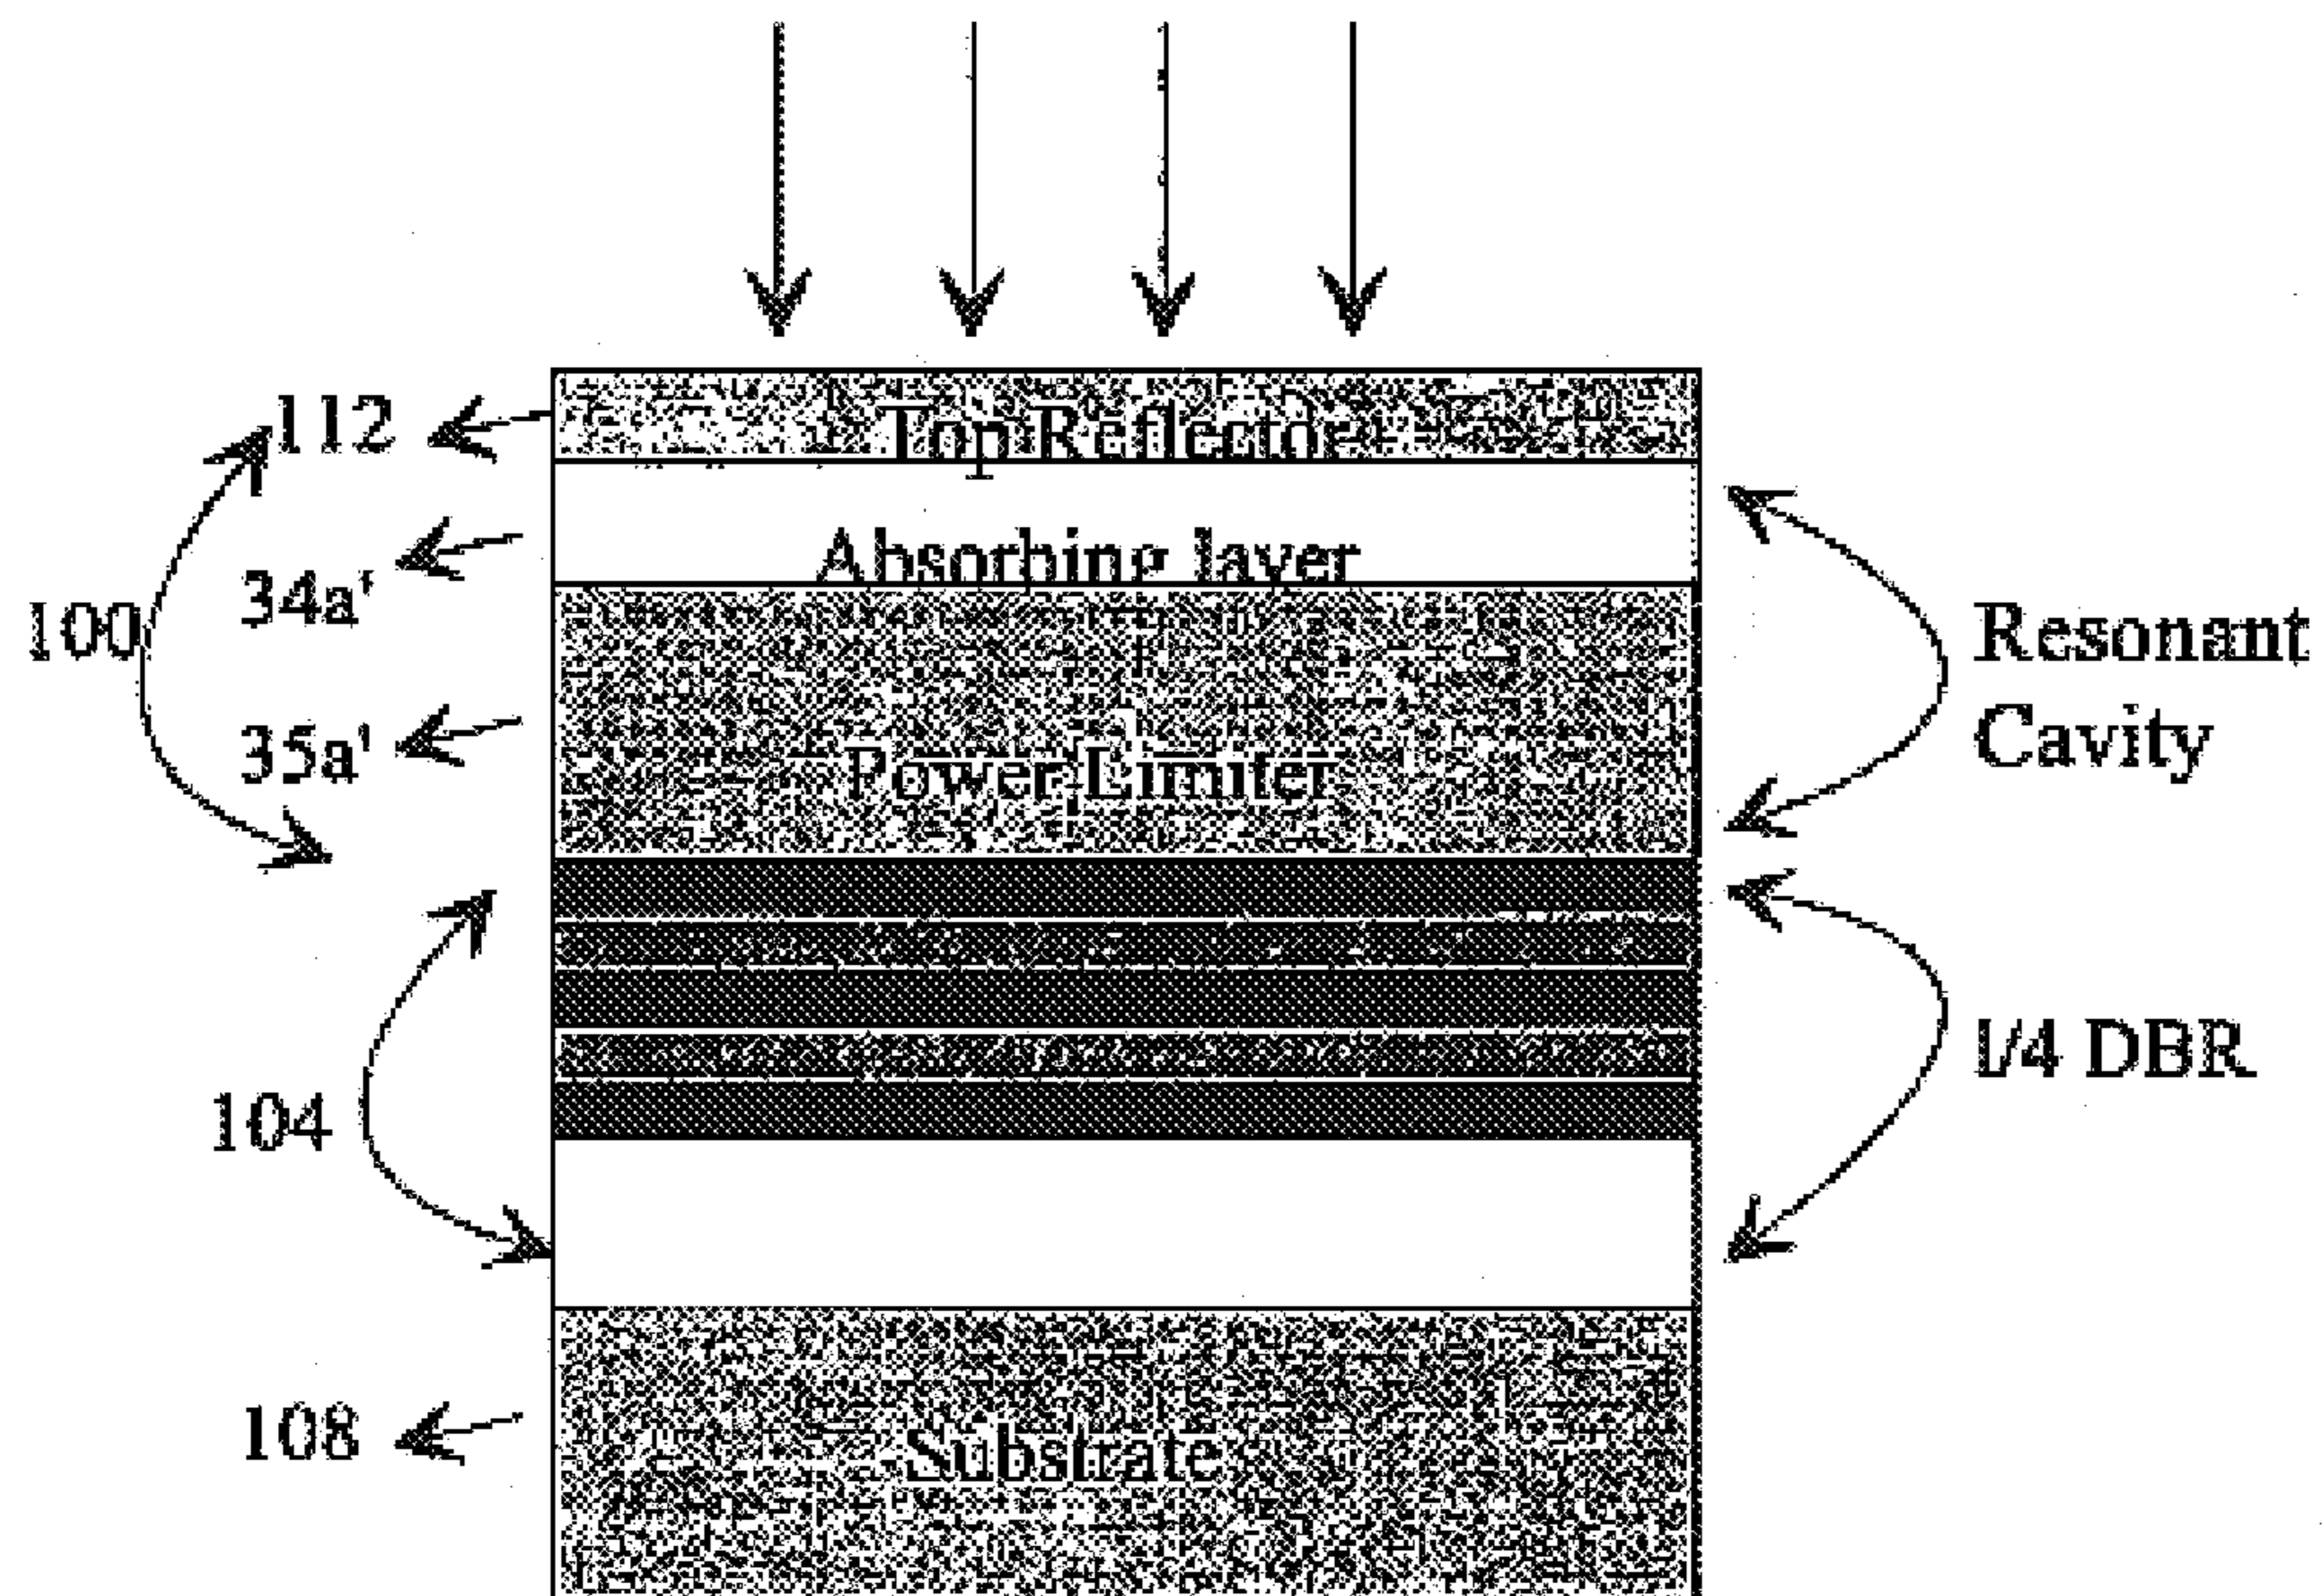 112
Top Reflector
34a'
Absorbing layer
100
Resonant
Cavity
35a'
Power Limiter
104
l/4 DBR
108
Substrate